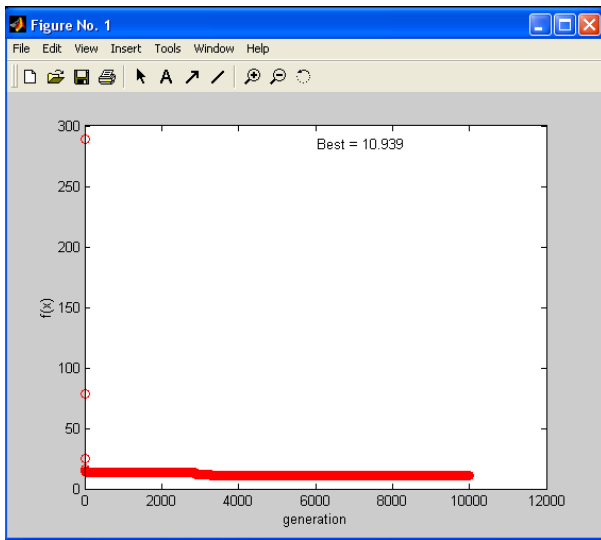 Figure No. 1
File Edit View Insert Tools Window Help
A
300
Best = 10.939
250
200
150
f(x)
100
50
0
0 2000 4000 6000 8000 10000 12000
generation